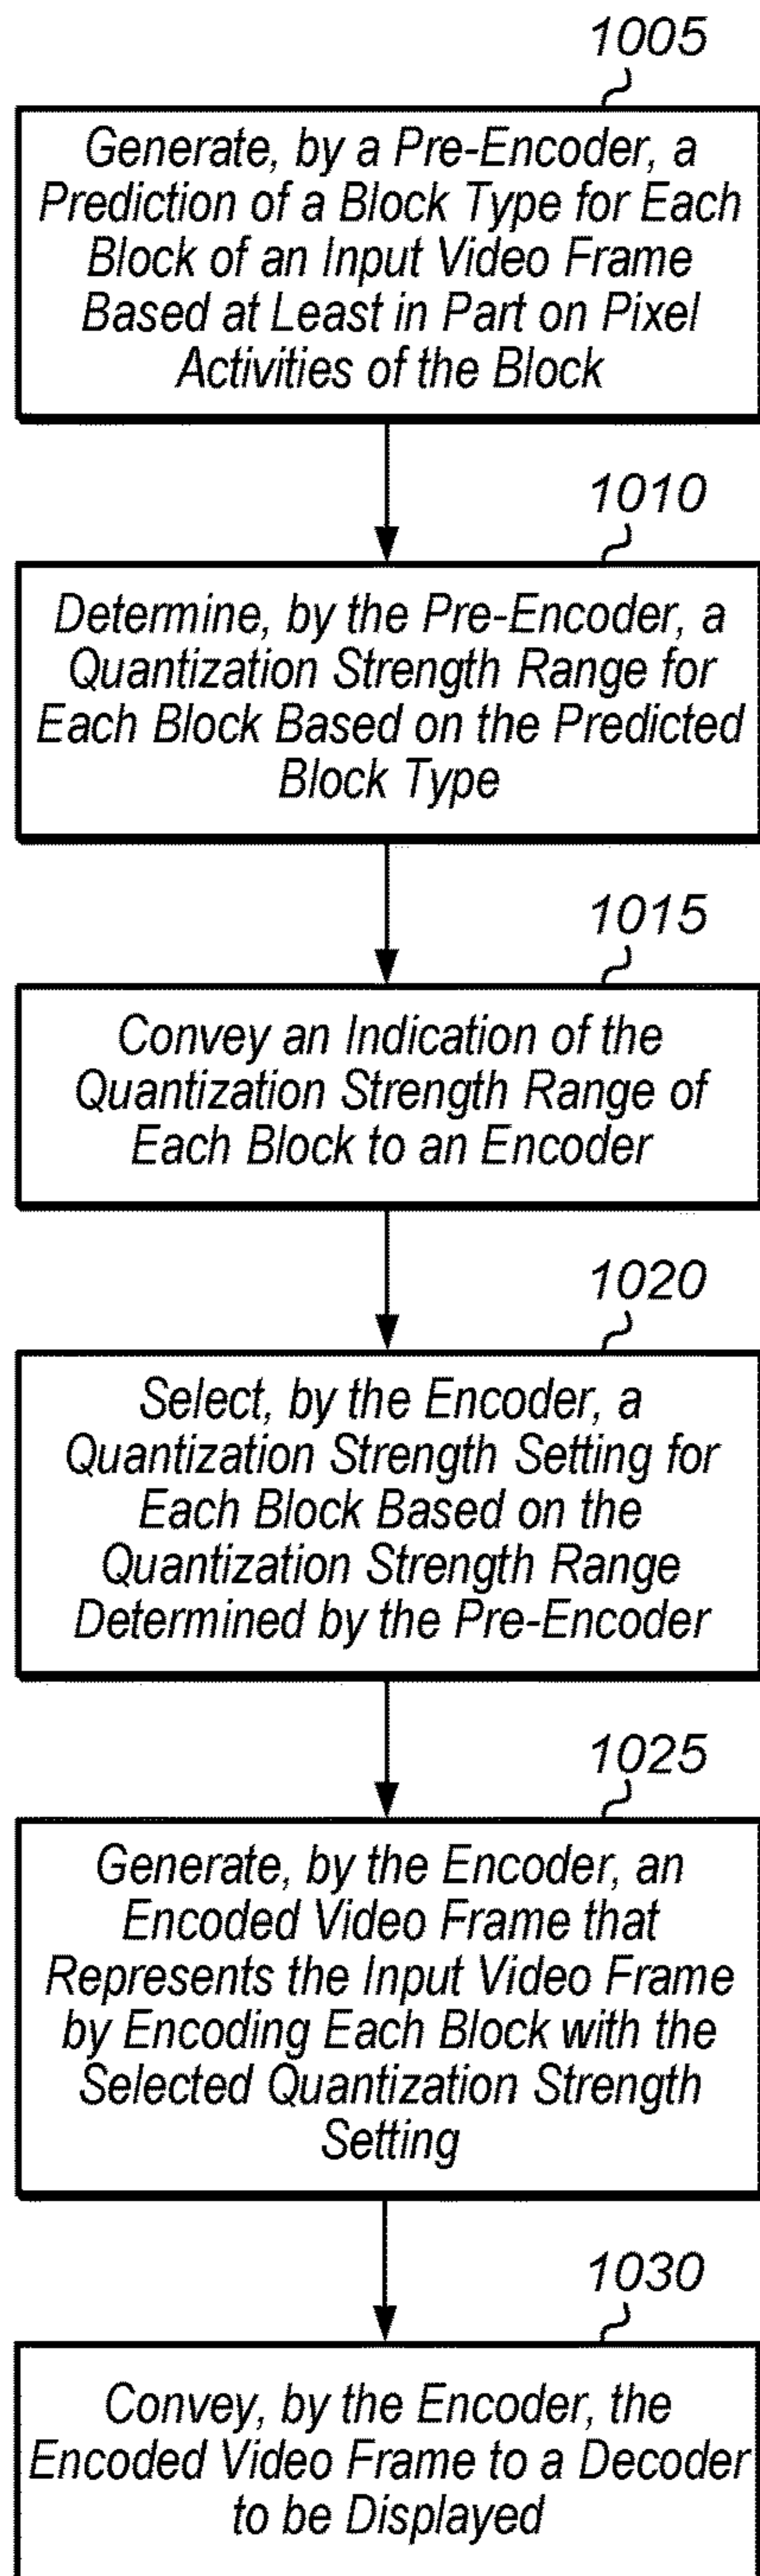 1005
Generate, by a Pre-Encoder, a
Prediction of a Block Type for Each
Block of an Input Video Frame
Based at Least in Part on Pixel
Activities of the Block
1010
Determine, by the Pre-Encoder, a
Quantization Strength Range for
Each Block Based on the Predicted
Block Type
1015
Convey an Indication of the
Quantization Strength Range of
Each Block to an Encoder
1020
Select, by the Encoder, a
Quantization Strength Setting for
Each Block Based on the
Quantization Strength Range
Determined by the Pre-Encoder
1025
Generate, by the Encoder, an
Encoded Video Frame that
Represents the Input Video Frame
by Encoding Each Block with the
Selected Quantization Strength
Setting
1030
Convey, by the Encoder, the
Encoded Video Frame to a Decoder
to be Displayed